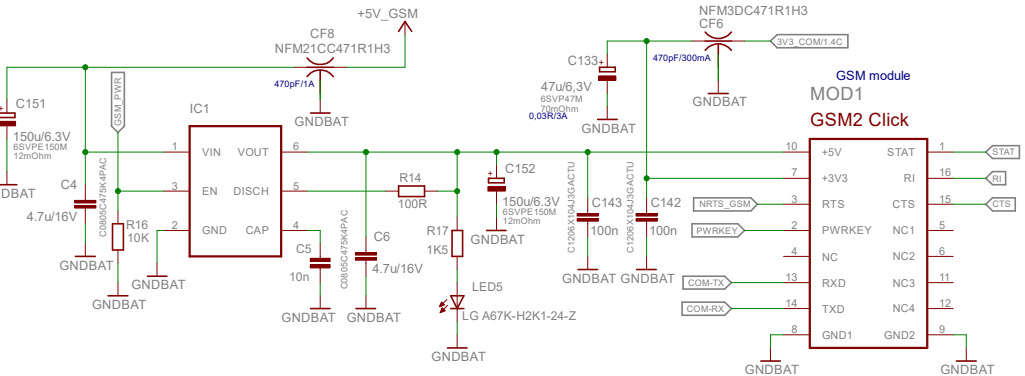 +5V_GSM
CF8
NFM21CC471R1H3
470pF/1A
GNDBAT
NFM3DC471R1H3
CF6
470pF/300mA
3V3_COM/1.4C
GNDBAT
C133
47u/6,3V
6SVP47M
70mOhm
0,03R/3A
GNDBAT
GSM module
MOD1
GSM2 Click
C151
150u/6.3V
6SVPE150M
12mOhm
DBAT
GSM_PWR
C4
4.7u/16V
C0805C475K4PAC
GNDBAT
R16
10K
GNDBAT
IC1
1 VIN VOUT 6
3 EN DISCH 5
2 GND CAP 4
GNDBAT
C5
10n
GNDBAT
C0805C475K4PAC
C6
4.7u/16V
GNDBAT
R14
100R
R17
1K5
LED5
LG A67K-H2K1-24-Z
GNDBAT
C152
150u/6.3V
6SVPE150M
12mOhm
GNDBAT
C143
100n
C1206X104J3GACTU
GNDBAT
C142
100n
C1206X104J3GACTU
GNDBAT
10 +5V STAT 1 STAT
7 +3V3 RI 16 RI
NRTS_GSM 3 RTS CTS 15 CTS
PWRKEY 2 PWRKEY NC1 5
4 NC NC2 6
COM-TX 13 RXD NC3 11
COM-RX 14 TXD NC4 12
8 GND1 GND2 9
GNDBAT
GNDBAT